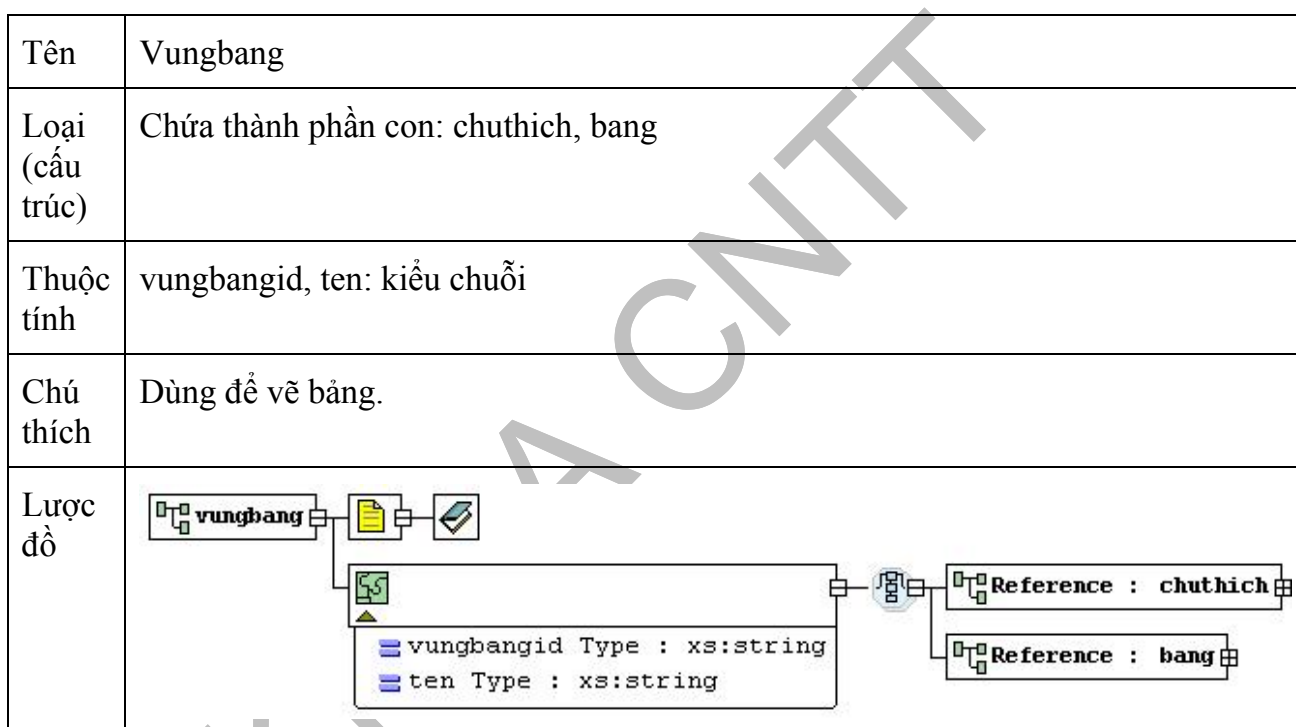 Tên
Vungbang
Loại
(cấu
trúc)
Chứa thành phần con: chuthich, bang
Thuộc
tính
vungbangid, ten: kiểu chuỗi
Chú
thích
Dùng để vẽ bảng.
Lược
đồ
vungbang
Reference : chuthich
vungbangid Type : xs:string
Reference : bang
ten Type : xs:string
A CNTT